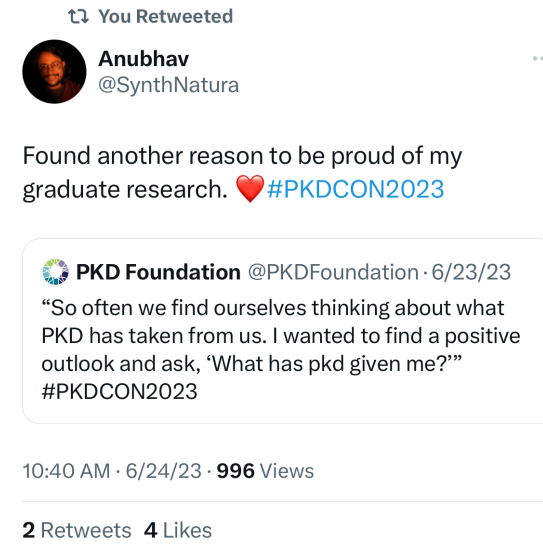 You Retweeted
Anubhav
@SynthNatura
Found another reason to be proud of my
graduate research. ❤️#PKDCON2023
PKD Foundation @PKDFoundation · 6/23/23
“So often we find ourselves thinking about what
PKD has taken from us. I wanted to find a positive
outlook and ask, ‘What has pkd given me?’”
#PKDCON2023
10:40 AM · 6/24/23 · 996 Views
2 Retweets 4 Likes